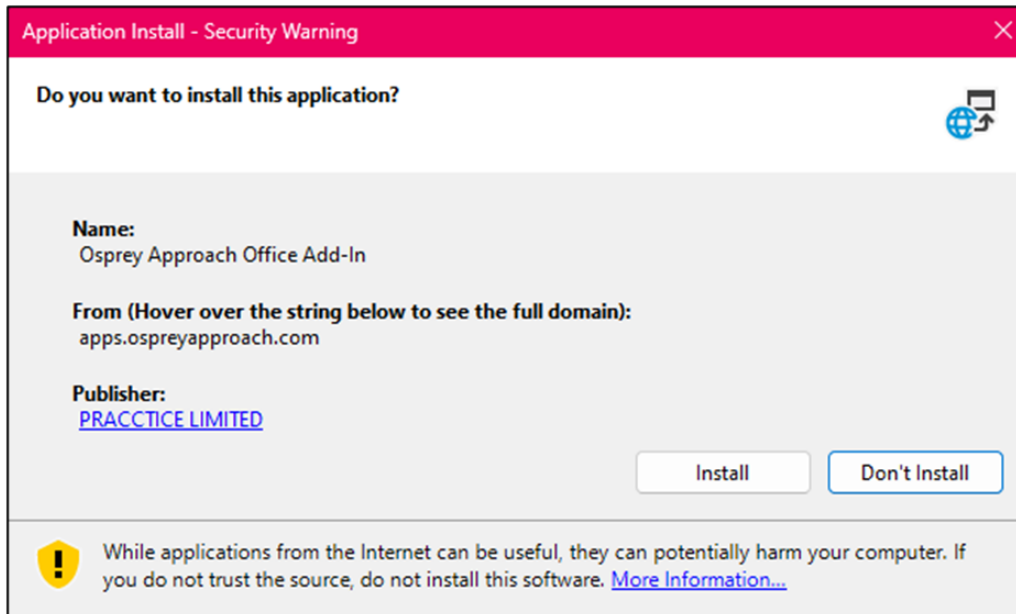 Application Install - Security Warning
Do you want to install this application?
Name:
Osprey Approach Office Add-In
From (Hover over the string below to see the full domain):
apps.ospreyapproach.com
Publisher:
PRACCTICE LIMITED
Install
Don't Install
While applications from the Internet can be useful, they can potentially harm your computer. If
you do not trust the source, do not install this software. More Information...